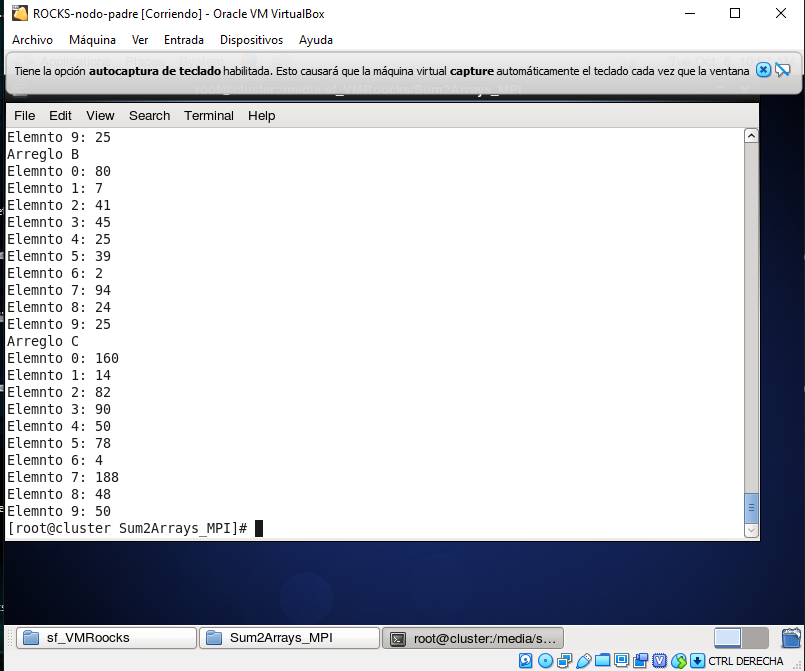 ROCKS-nodo-padre [Corriendo] - Oracle VM VirtualBox
Archivo Máquina Ver Entrada Dispositivos Ayuda
Tiene la opción autocaptura de teclado habilitada. Esto causará que la máquina virtual capture automáticamente el teclado cada vez que la ventana
File Edit View Search Terminal Help
Elemnto 9: 25
Arreglo B
Elemnto 0: 80
Elemnto 1: 7
Elemnto 2: 41
Elemnto 3: 45
Elemnto 4: 25
Elemnto 5: 39
Elemnto 6: 2
Elemnto 7: 94
Elemnto 8: 24
Elemnto 9: 25
Arreglo C
Elemnto 0: 160
Elemnto 1: 14
Elemnto 2: 82
Elemnto 3: 90
Elemnto 4: 50
Elemnto 5: 78
Elemnto 6: 4
Elemnto 7: 188
Elemnto 8: 48
Elemnto 9: 50
[root@cluster Sum2Arrays_MPI]#
sf_VMRoocks Sum2Arrays_MPI root@cluster:/media/s...
CTRL DERECHA